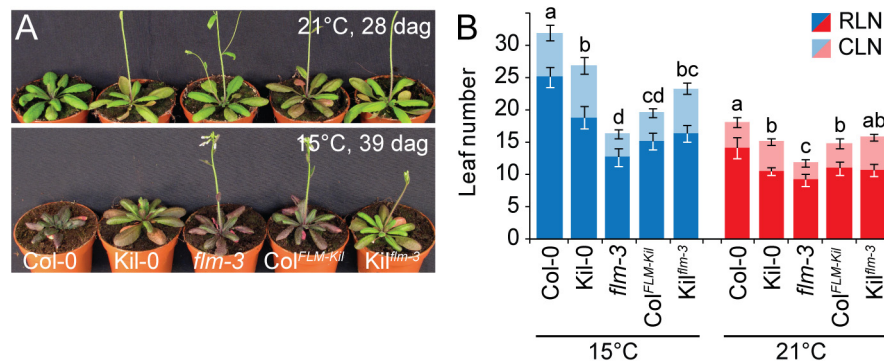 A
21°C, 28 dag
15°C, 39 dag
Col-0 Kil-0 flm-3 Col^FLM-Kil Kil^flm-3
B
RLN
CLN
Leaf number
30
25
20
15
10
5
0
a b d cd bc a b c b ab
Col-0 Kil-0 flm-3 Col^FLM-Kil Kil^flm-3 Col-0 Kil-0 flm-3 Col^FLM-Kil Kil^flm-3
15°C 21°C